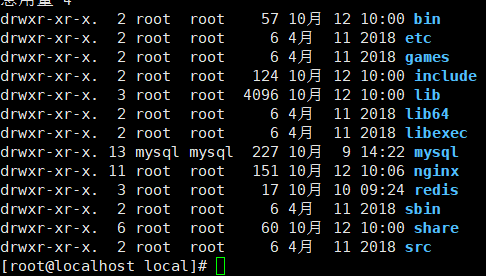 总用量 4
drwxr-xr-x.  2 root  root    57 10月 12 10:00 bin
drwxr-xr-x.  2 root  root     6 4月  11 2018 etc
drwxr-xr-x.  2 root  root     6 4月  11 2018 games
drwxr-xr-x.  2 root  root   124 10月 12 10:00 include
drwxr-xr-x.  3 root  root  4096 10月 12 10:00 lib
drwxr-xr-x.  2 root  root     6 4月  11 2018 lib64
drwxr-xr-x.  2 root  root     6 4月  11 2018 libexec
drwxr-xr-x. 13 mysql mysql  227 10月  9 14:22 mysql
drwxr-xr-x. 11 root  root   151 10月 12 10:06 nginx
drwxr-xr-x.  3 root  root    17 10月 10 09:24 redis
drwxr-xr-x.  2 root  root     6 4月  11 2018 sbin
drwxr-xr-x.  6 root  root    60 10月 12 10:00 share
drwxr-xr-x.  2 root  root     6 4月  11 2018 src
[root@localhost local]#